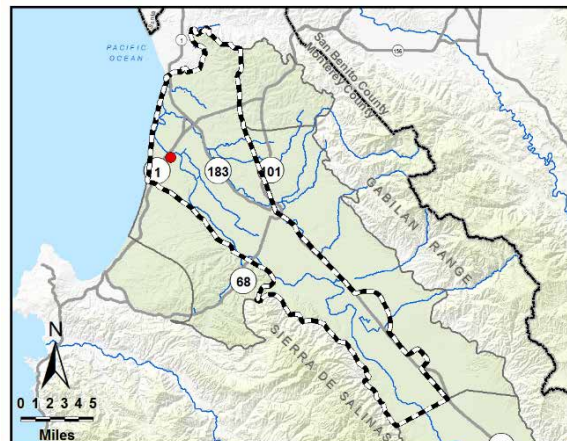 1
PACIFIC
OCEAN
156
San Benito County
Monterey County
1
183
101
GABILAN RANGE
68
SIERRA DE SALINAS
N
0 1 2 3 4 5
Miles